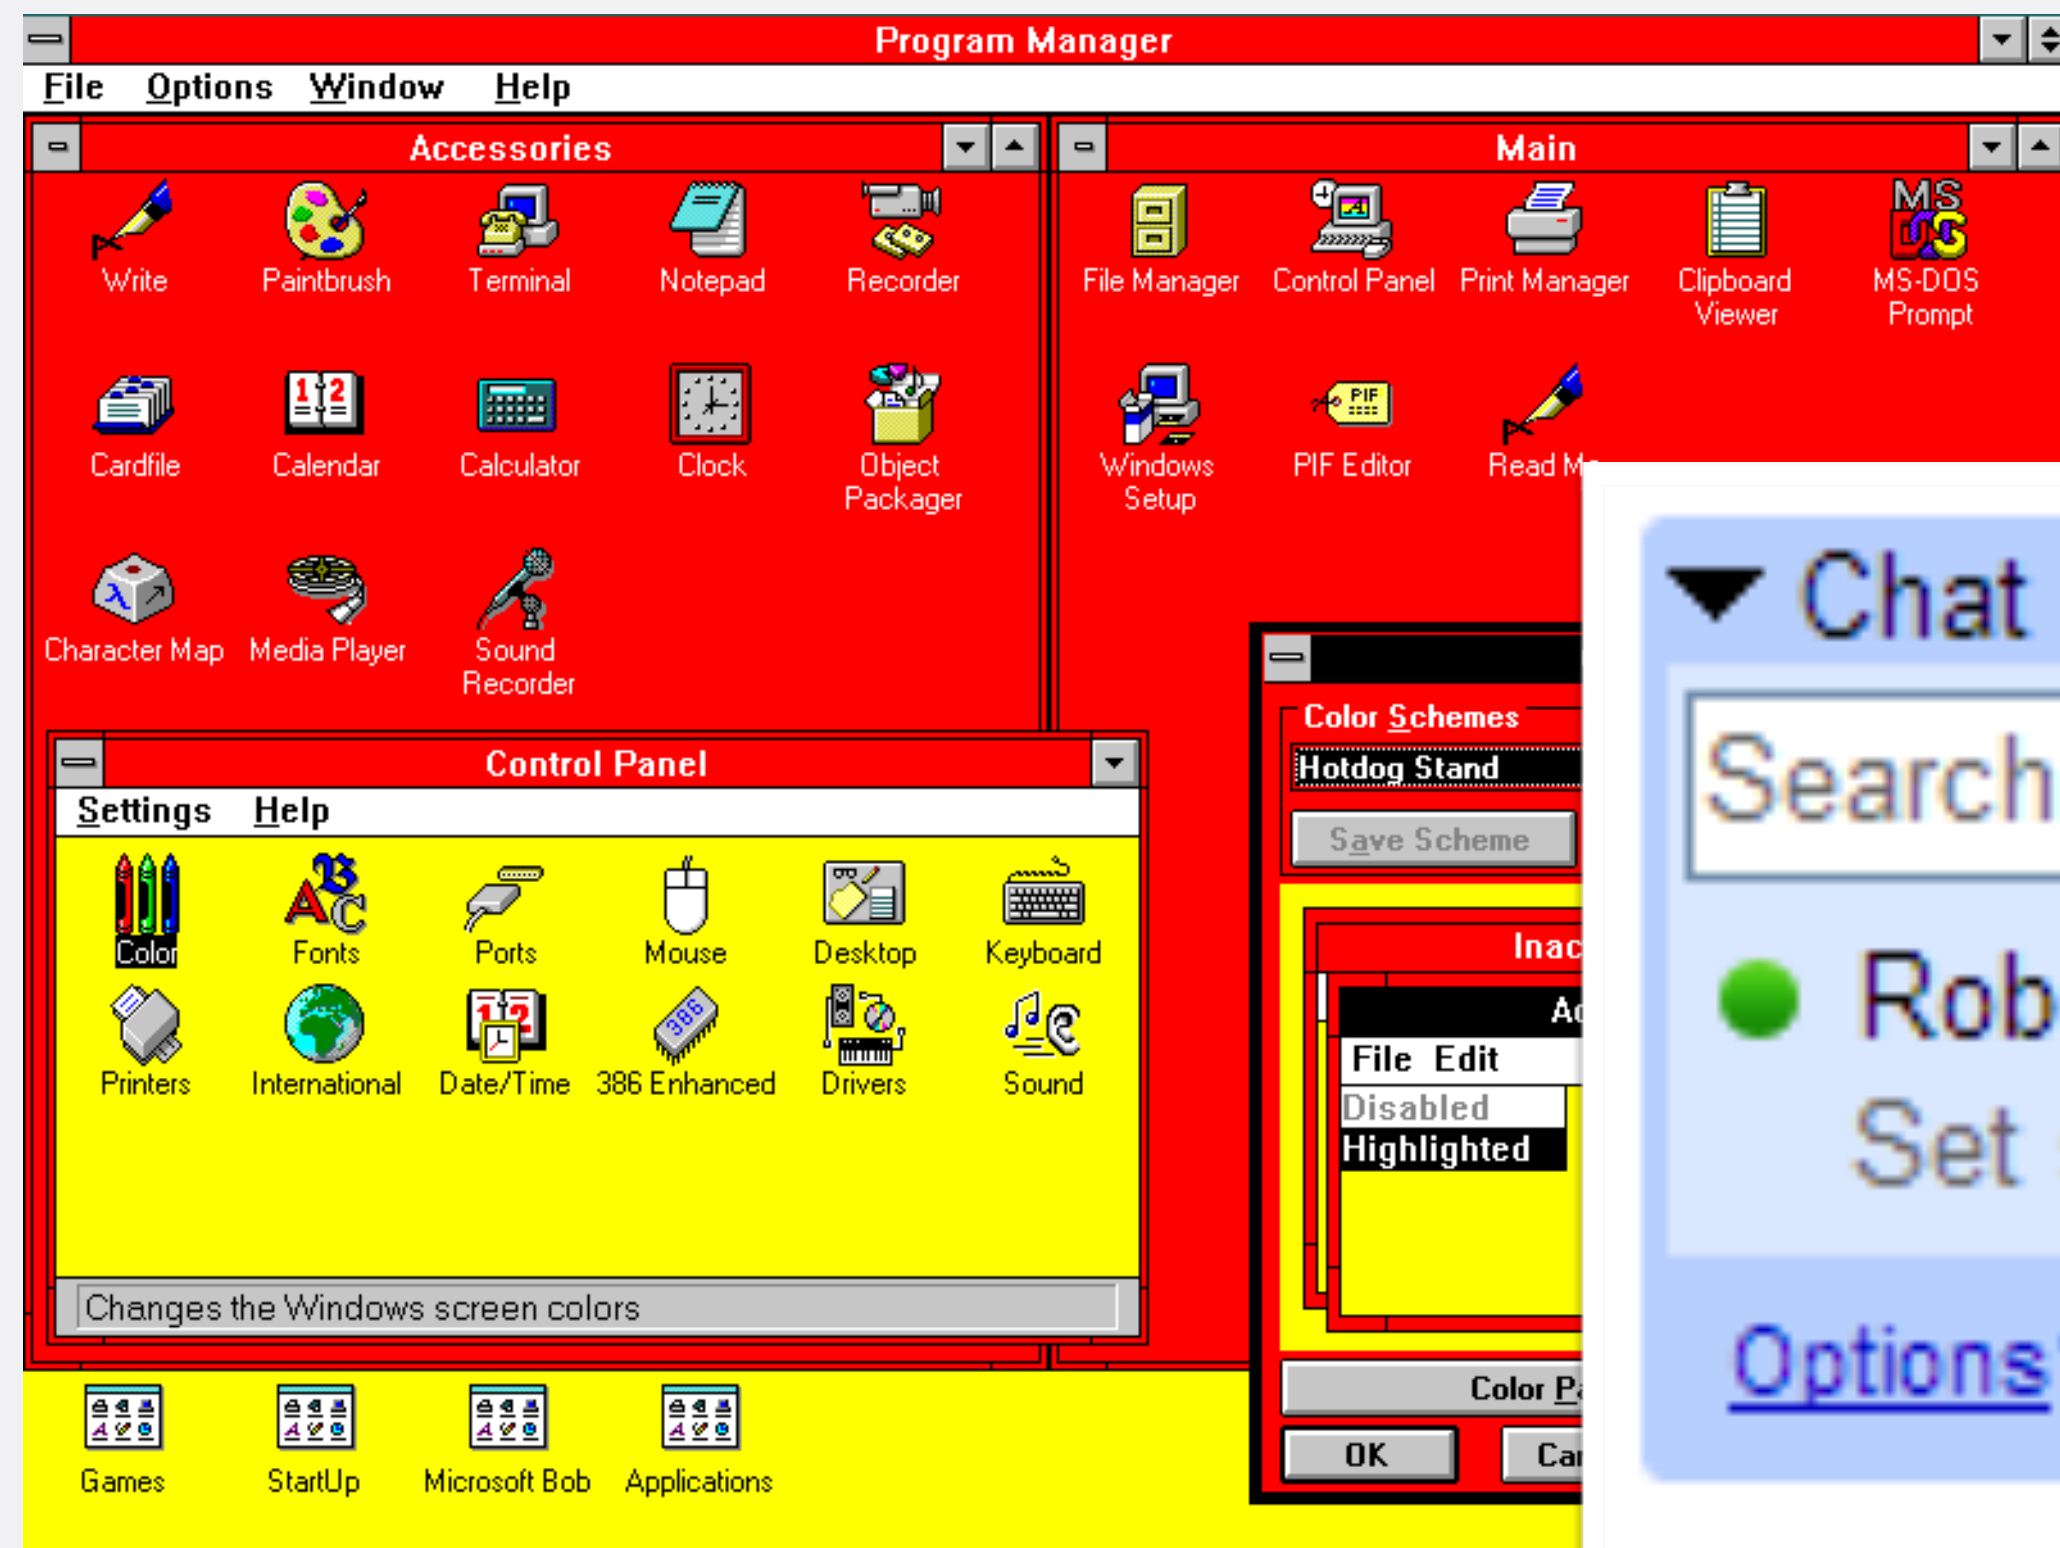 Program Manager
File Options Window Help
Accessories
Write Paintbrush Terminal Notepad Recorder
Cardfile Calendar Calculator Clock Object
Packager
Character Map Media Player Sound
Recorder
Main
File Manager Control Panel Print Manager Clipboard MS-DOS
Viewer Prompt
Windows PIF Editor Read
Setup
Control Panel
Settings Help
Color Fonts Ports Mouse Desktop Keyboard
Printers International Date/Time 386 Enhanced Drivers Sound
Changes the Windows screen colors
Games StartUp Microsoft Bob Applications
Color Schemes
Hotdog Stand
Save Scheme
Inac
File Edit
Disabled
Highlighted
Color
OK
Chat
Search
Rob
Set
Options